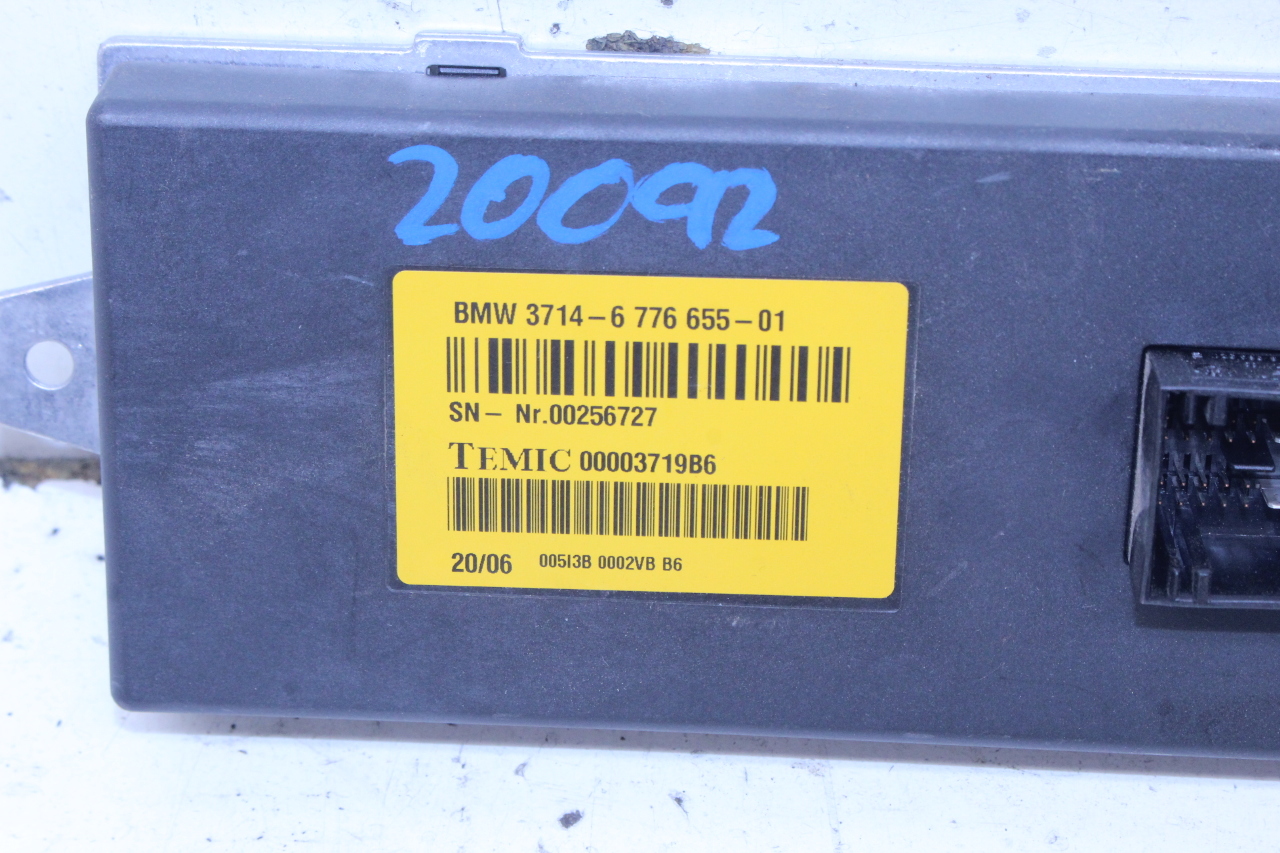 20092
BMW 3714-6 776 655-01
SN- Nr.00256727
TEMIC 00003719B6
20/06 005I3B 0002VB B6